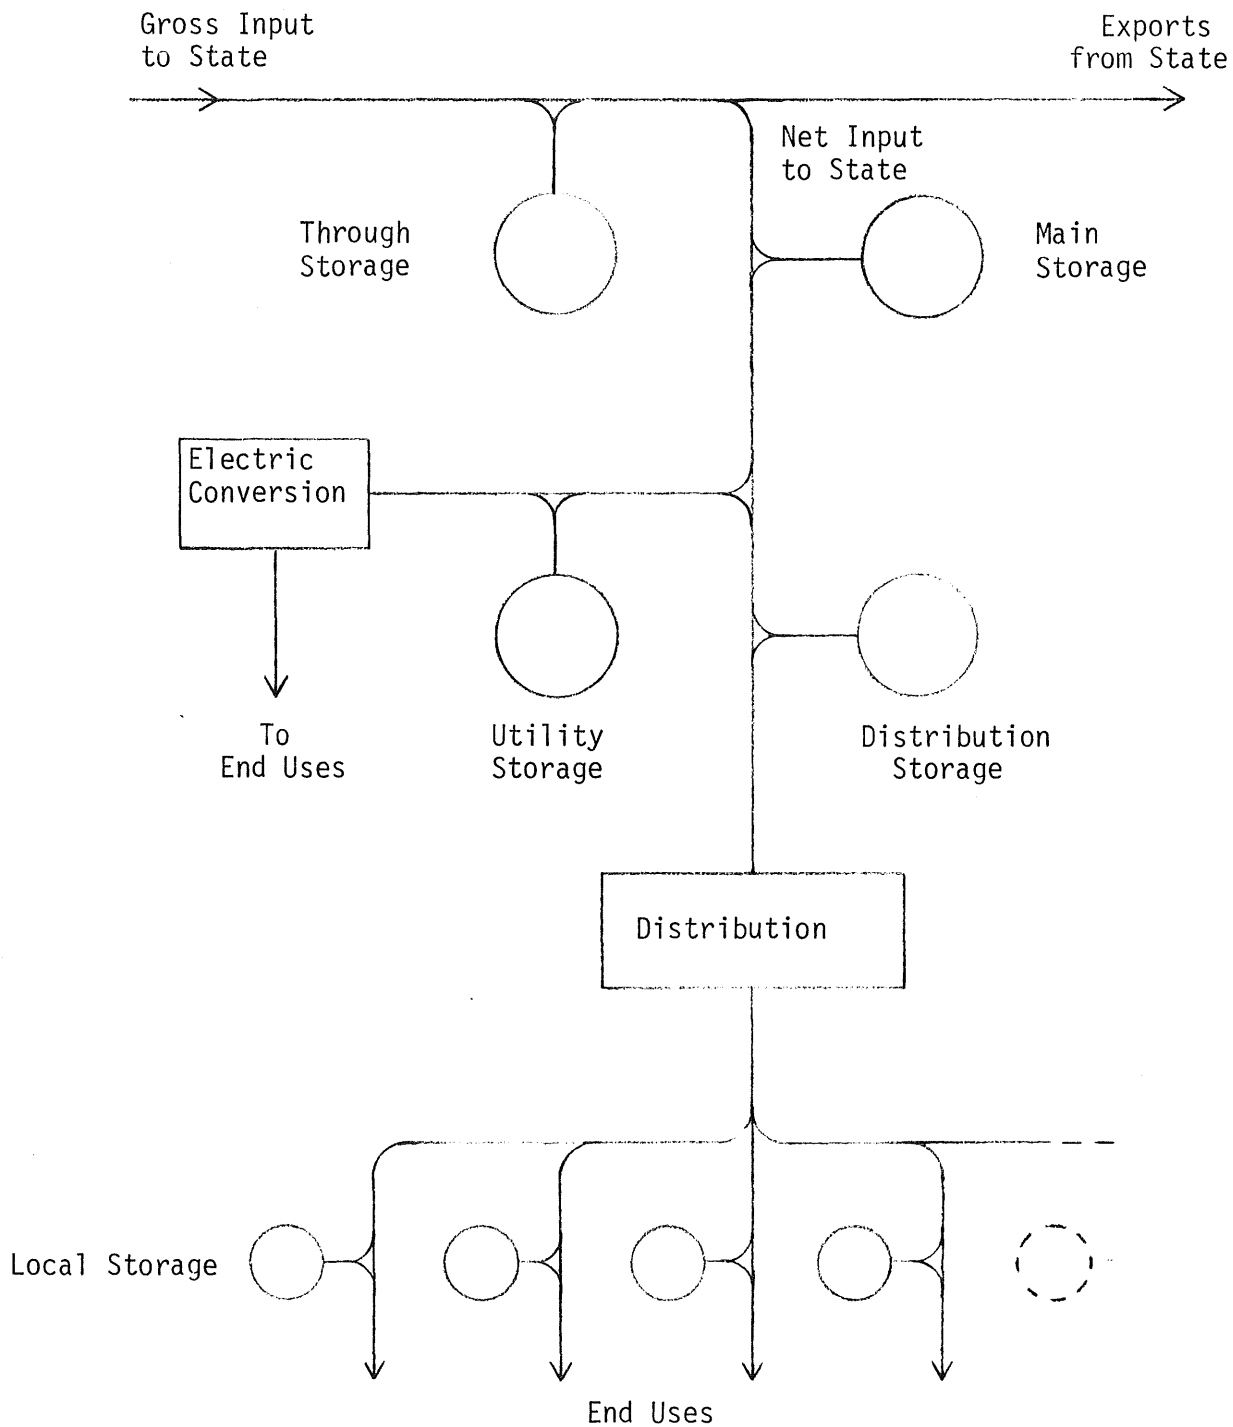 Gross Input
to State
Exports
from State
Net Input
to State
Through
Storage
Main
Storage
Electric
Conversion
To
End Uses
Utility
Storage
Distribution
Storage
Distribution
Local Storage
End Uses